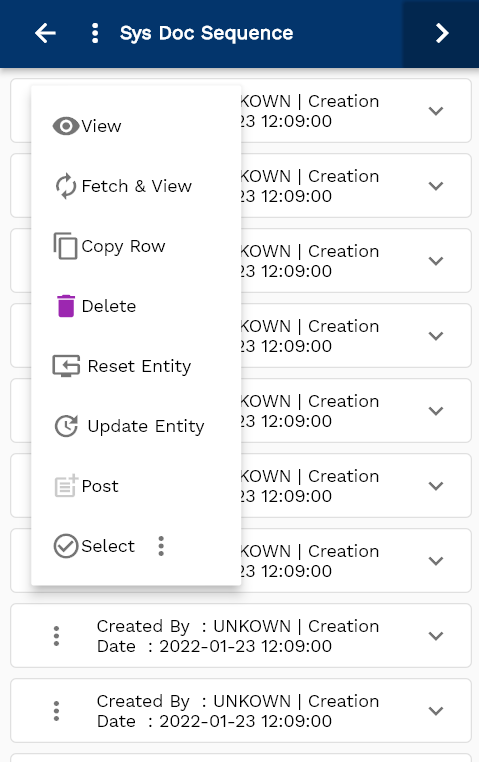 Sys Doc Sequence
View
Fetch & View
Copy Row
Delete
Reset Entity
Update Entity
Post
Select
KOWN | Creation
23 12:09:00
KOWN | Creation
23 12:09:00
KOWN | Creation
23 12:09:00
KOWN | Creation
23 12:09:00
KOWN | Creation
23 12:09:00
KOWN | Creation
23 12:09:00
KOWN | Creation
23 12:09:00
Created By : UNKOWN | Creation
Date : 2022-01-23 12:09:00
Created By : UNKOWN | Creation
Date : 2022-01-23 12:09:00